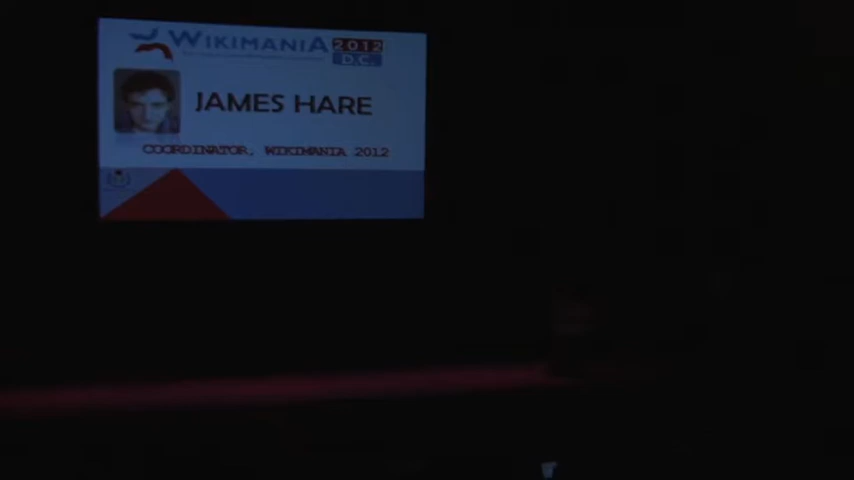 WIKIMANIA 2012
D.C.
JAMES HARE
COORDINATOR, WIKIMANIA 2012